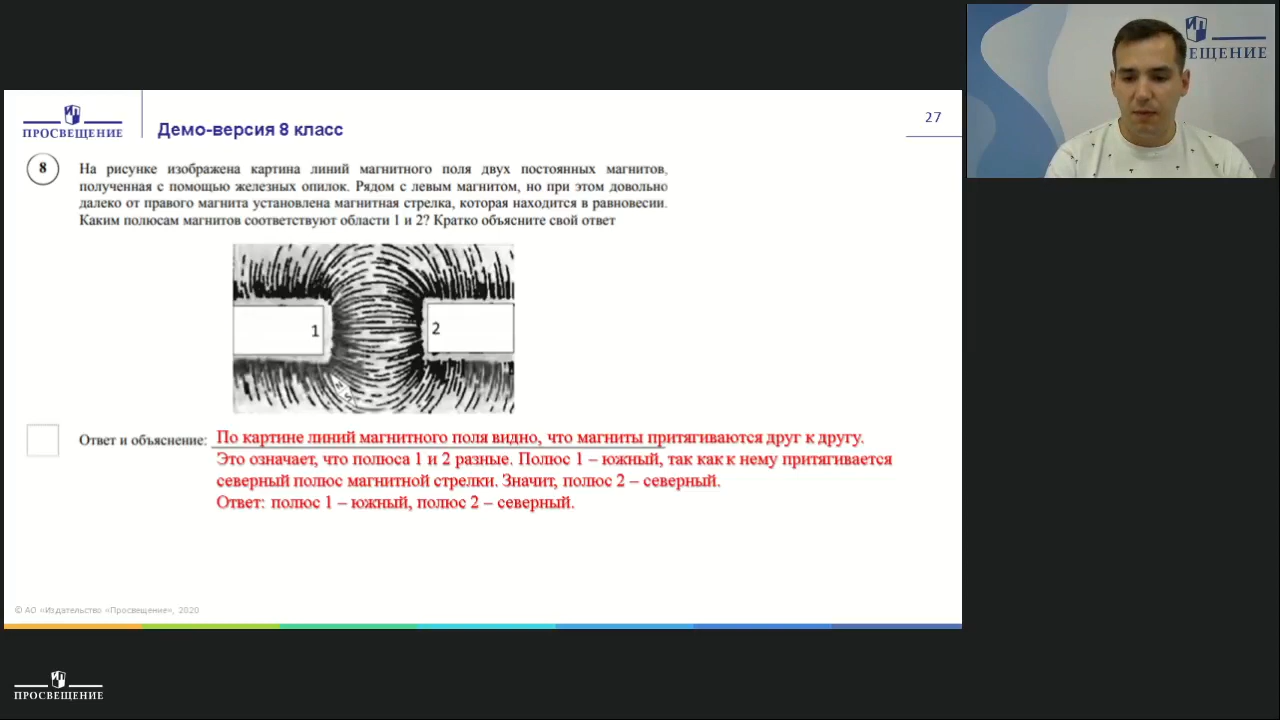 ЕЩЕНИЕ
ПРОСВЕЩЕНИЕ
Демо-версия 8 класс
27
8
На рисунке изображена картина линий магнитного поля двух постоянных магнитов,
полученная с помощью железных опилок. Рядом с левым магнитом, но при этом довольно
далеко от правого магнита установлена магнитная стрелка, которая находится в равновесии.
Каким полюсам магнитов соответствуют области 1 и 2? Кратко объясните свой ответ
1
2
Ответ и объяснение: По картине линий магнитного поля видно, что магниты притягиваются друг к другу.
Это означает, что полюса 1 и 2 разные. Полюс 1 – южный, так как к нему притягивается
северный полюс магнитной стрелки. Значит, полюс 2 – северный.
Ответ: полюс 1 – южный, полюс 2 – северный.
© АО «Издательство «Просвещение», 2020
ПРОСВЕЩЕНИЕ